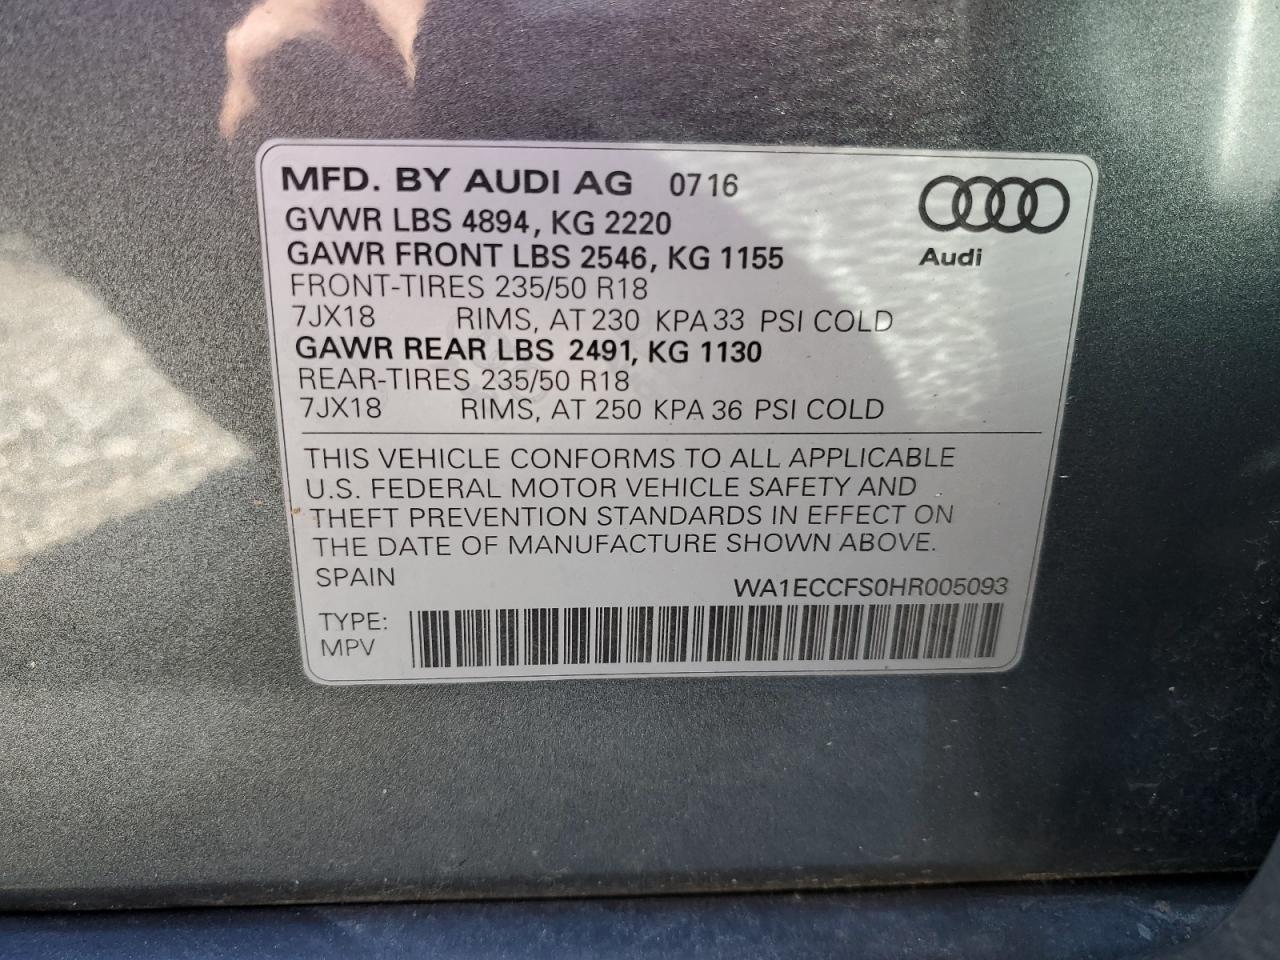 MFD. BY AUDI AG 0716
GVWR LBS 4894, KG 2220
GAWR FRONT LBS 2546, KG 1155
Audi
FRONT-TIRES 235/50 R18
7JX18 RIMS, AT 230 KPA 33 PSI COLD
GAWR REAR LBS 2491, KG 1130
REAR-TIRES 235/50 R18
7JX18 RIMS, AT 250 KPA 36 PSI COLD
THIS VEHICLE CONFORMS TO ALL APPLICABLE
U.S. FEDERAL MOTOR VEHICLE SAFETY AND
THEFT PREVENTION STANDARDS IN EFFECT ON
THE DATE OF MANUFACTURE SHOWN ABOVE.
SPAIN
WA1ECCFS0HR005093
TYPE:
MPV